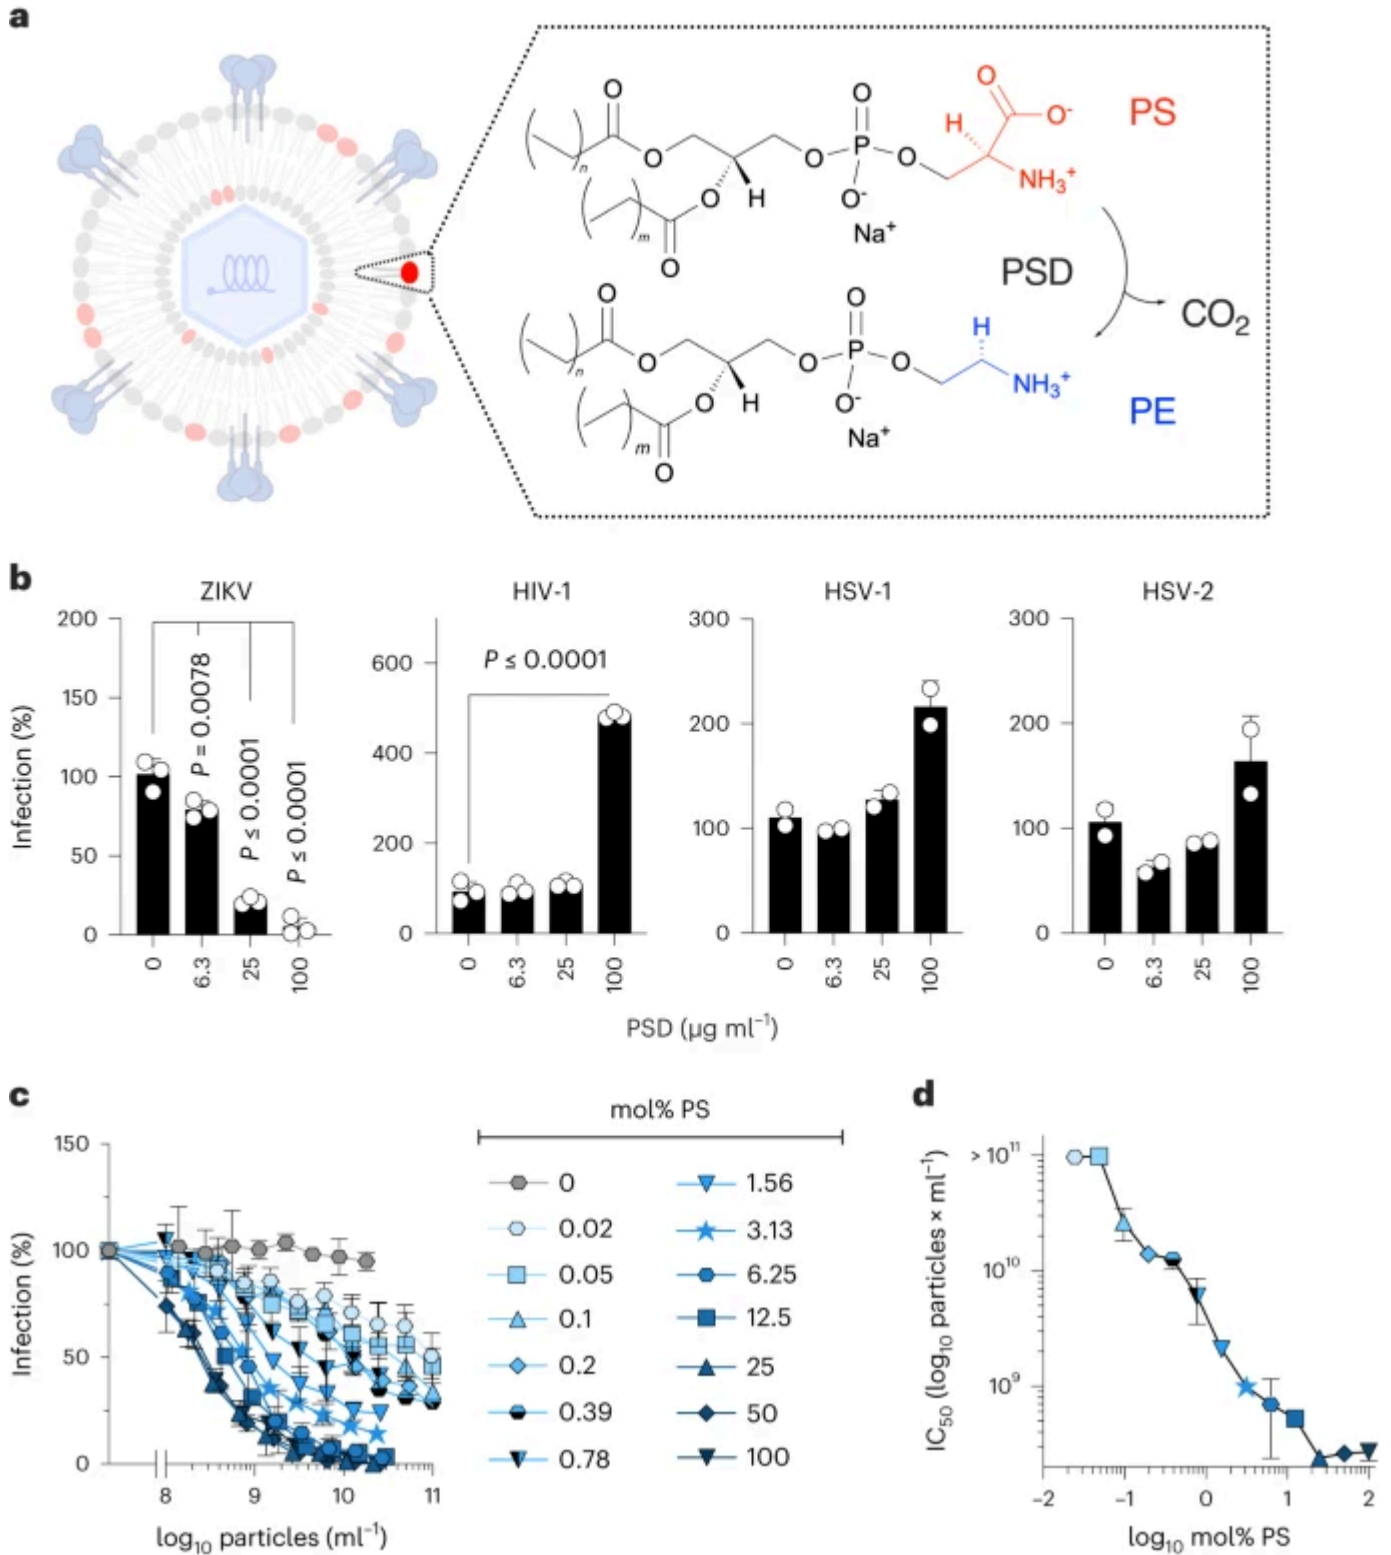 a
O
O
O⁻
PS
H
O
P
O
NH₃⁺
n
O
O
H
O⁻
Na⁺
m
O
PSD
CO₂
O
O
H
O
P
O
NH₃⁺
n
O
O
H
O⁻
Na⁺
PE
m
O
b
ZIKV
HIV-1
HSV-1
HSV-2
Infection (%)
200
150
100
50
0
P = 0.0078
P ≤ 0.0001
P ≤ 0.0001
0 6.3 25 100
600
400
200
0
P ≤ 0.0001
0 6.3 25 100
300
200
100
0
0 6.3 25 100
300
200
100
0
0 6.3 25 100
PSD (µg ml⁻¹)
c
Infection (%)
150
100
50
0
8 9 10 11
log₁₀ particles (ml⁻¹)
mol% PS
0
0.02
0.05
0.1
0.2
0.39
0.78
1.56
3.13
6.25
12.5
25
50
100
d
IC₅₀ (log₁₀ particles × ml⁻¹)
> 10¹¹
10¹⁰
10⁹
−2 −1 0 1 2
log₁₀ mol% PS